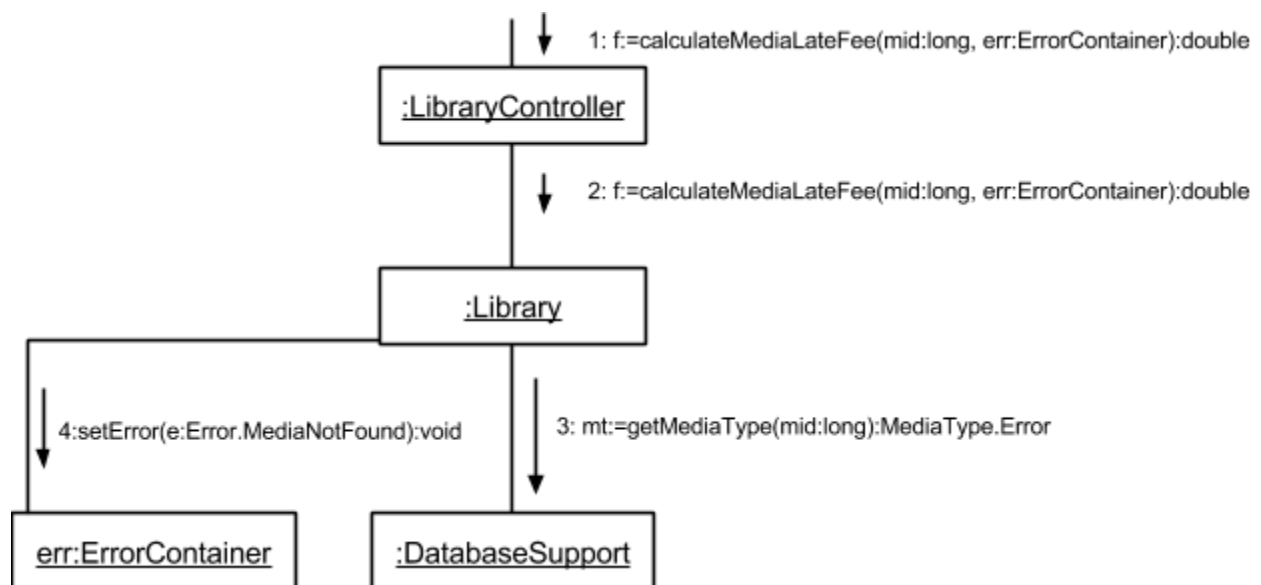 1: f:=calculateMediaLateFee(mid:long, err:ErrorContainer):double
:LibraryController
2: f:=calculateMediaLateFee(mid:long, err:ErrorContainer):double
:Library
4:setError(e:Error.MediaNotFound):void
3: mt:=getMediaType(mid:long):MediaType.Error
err:ErrorContainer
:DatabaseSupport